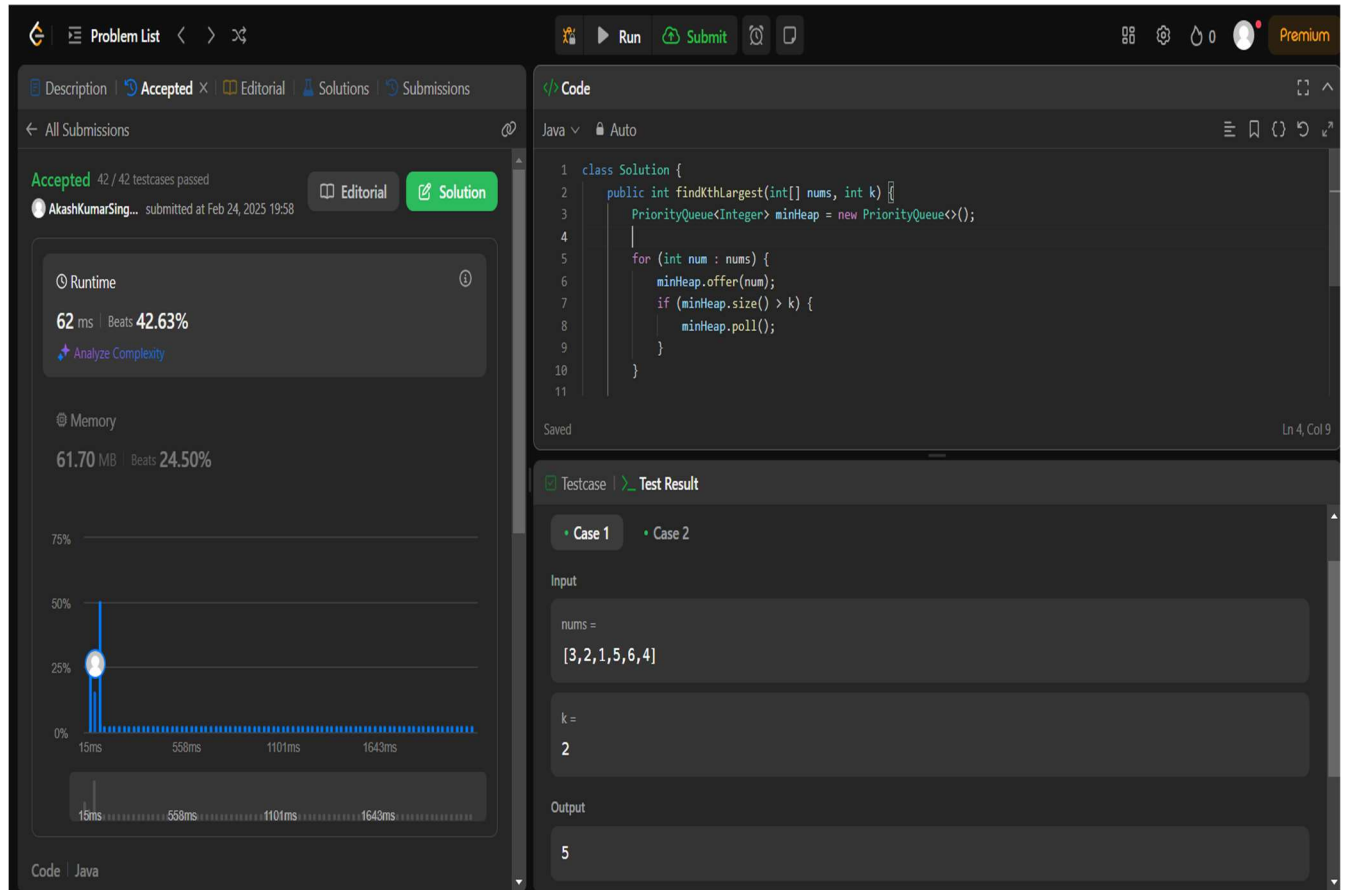 Problem List
Run
Submit
0
Premium
Description
Accepted
Editorial
Solutions
Submissions
All Submissions
Accepted 42 / 42 testcases passed
AkashKumarSing... submitted at Feb 24, 2025 19:58
Editorial
Solution
Runtime
62 ms | Beats 42.63%
Analyze Complexity
Memory
61.70 MB | Beats 24.50%
75%
50%
25%
0%
15ms 558ms 1101ms 1643ms
15ms 558ms 1101ms 1643ms
Code | Java
</> Code
Java Auto
1 class Solution {
2 public int findKthLargest(int[] nums, int k) {
3 PriorityQueue<Integer> minHeap = new PriorityQueue<>();
4
5 for (int num : nums) {
6 minHeap.offer(num);
7 if (minHeap.size() > k) {
8 minHeap.poll();
9 }
10 }
11
Saved
Ln 4, Col 9
Testcase | >_ Test Result
• Case 1 • Case 2
Input
nums =
[3,2,1,5,6,4]
k =
2
Output
5